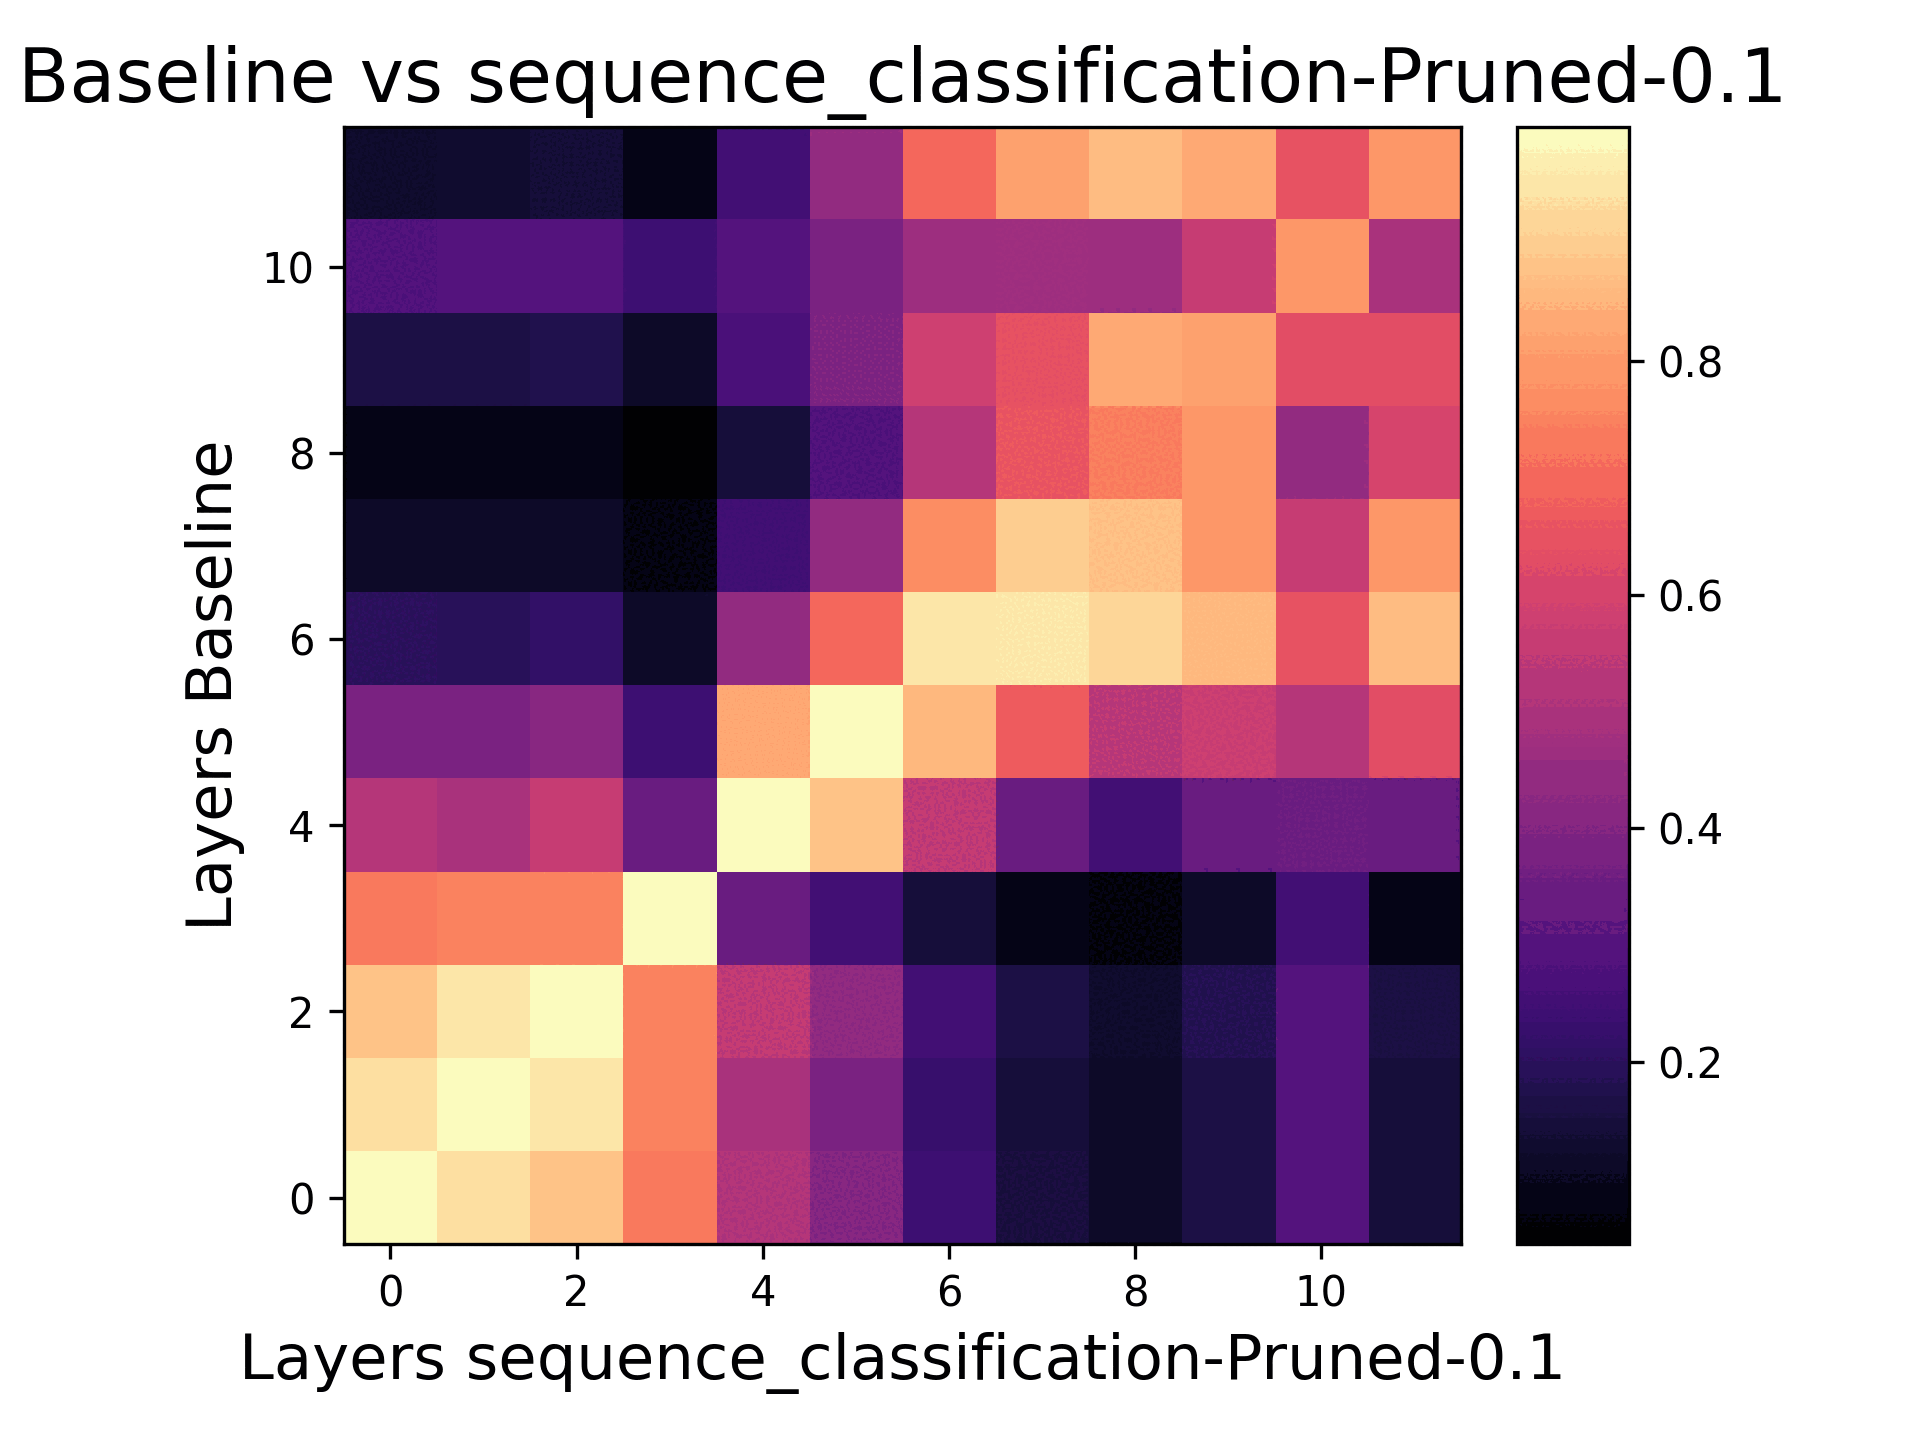 Baseline vs sequence_classification-Pruned-0.1
Layers Baseline
10
8
6
4
2
0
0 2 4 6 8 10
Layers sequence_classification-Pruned-0.1
0.8
0.6
0.4
0.2